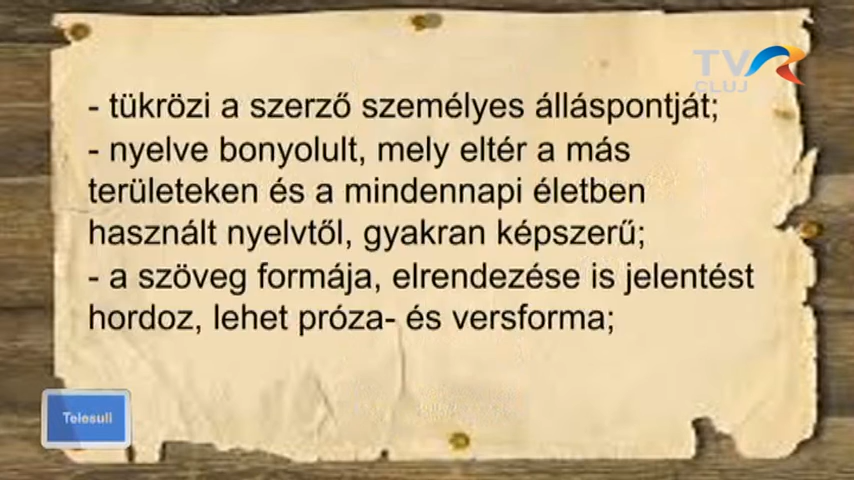 TVR
CLUJ
- tükrözi a szerző személyes álláspontját;
- nyelve bonyolult, mely eltér a más
területeken és a mindennapi életben
használt nyelvtől, gyakran képszerű;
- a szöveg formája, elrendezése is jelentést
hordoz, lehet próza- és versforma;
Telesuli